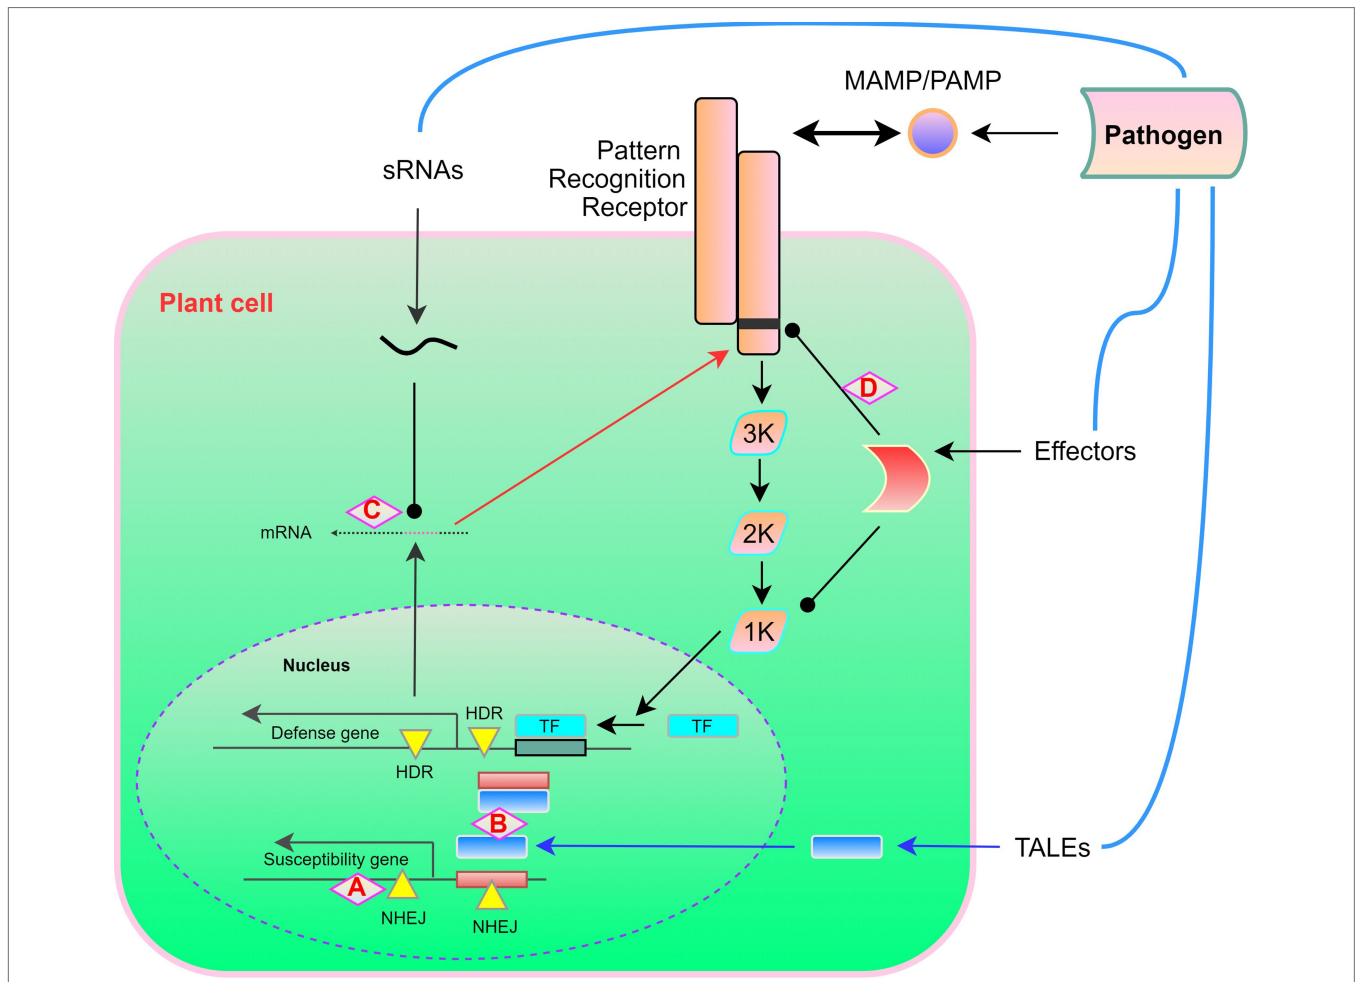 MAMP/PAMP
Pathogen
Pattern
Recognition
Receptor
sRNAs
Plant cell
D
3K
Effectors
C
mRNA
2K
1K
Nucleus
HDR
TF
TF
Defense gene
HDR
B
TALEs
Susceptibility gene
A
NHEJ
NHEJ